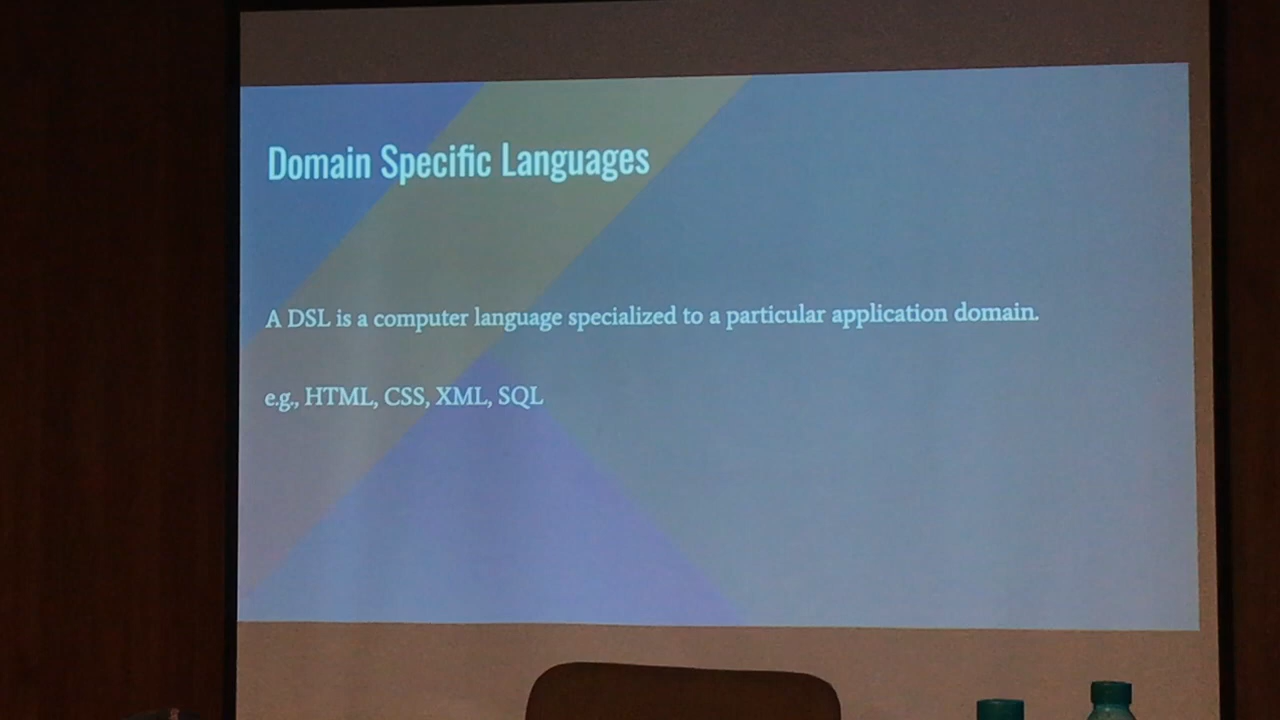 Domain Specific Languages
A DSL is a computer language specialized to a particular application domain.
e.g., HTML, CSS, XML, SQL